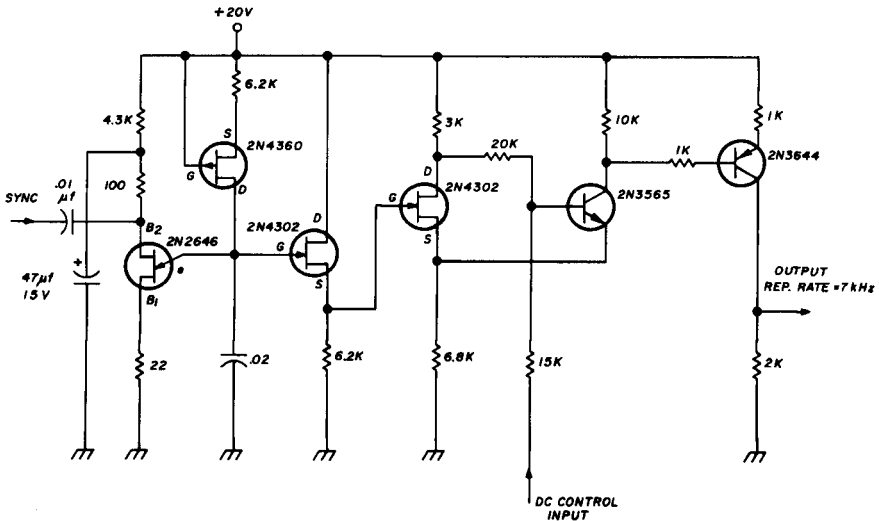 +20V
6.2K
4.3K
3K
10K
1K
S
2N4360
G
D
20K
1K
2N3644
SYNC
.01
μf
100
B2
2N2646
e
B1
2N4302
D
G
S
2N4302
D
G
S
2N3565
+
47μf
15V
22
.02
6.2K
6.8K
15K
OUTPUT
REP. RATE = 7 kHz
2K
DC CONTROL
INPUT